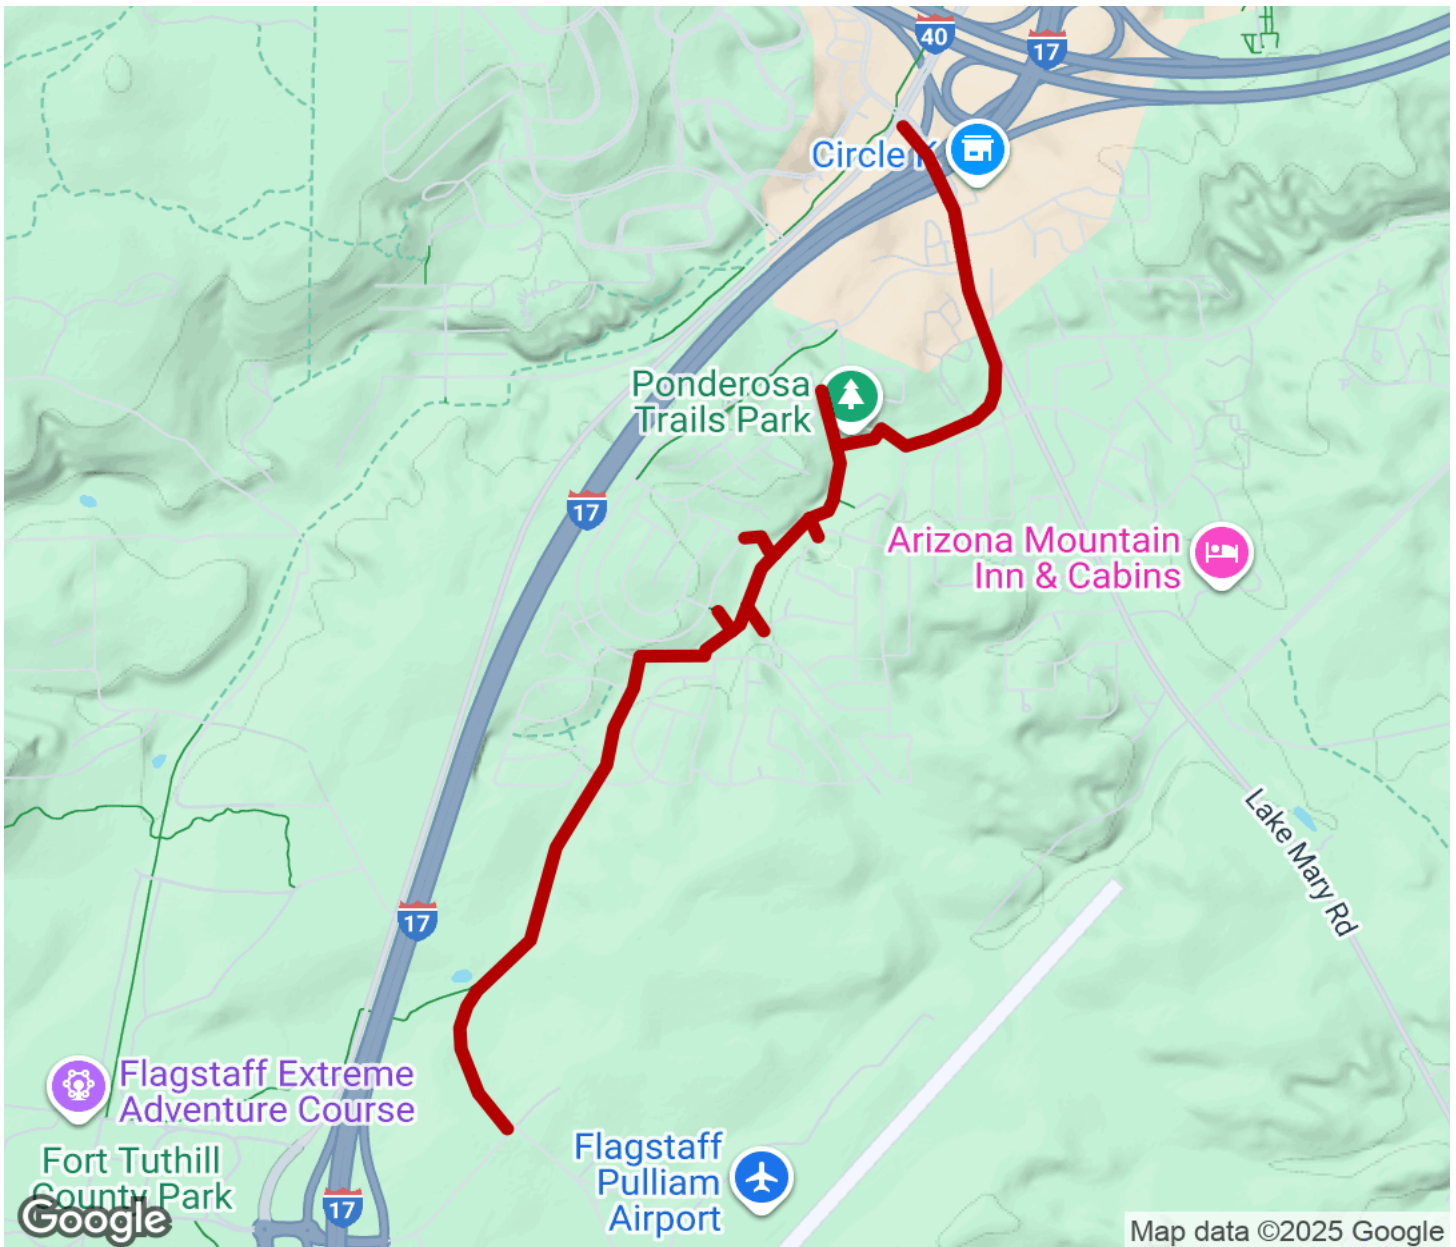 40
17
Circle K
Ponderosa
Trails Park
17
Arizona Mountain
Inn & Cabins
Lake Mary Rd
17
Flagstaff Extreme
Adventure Course
Fort Tuthill
County Park
Flagstaff
Pulliam
Airport
17
Google
Map data ©2025 Google